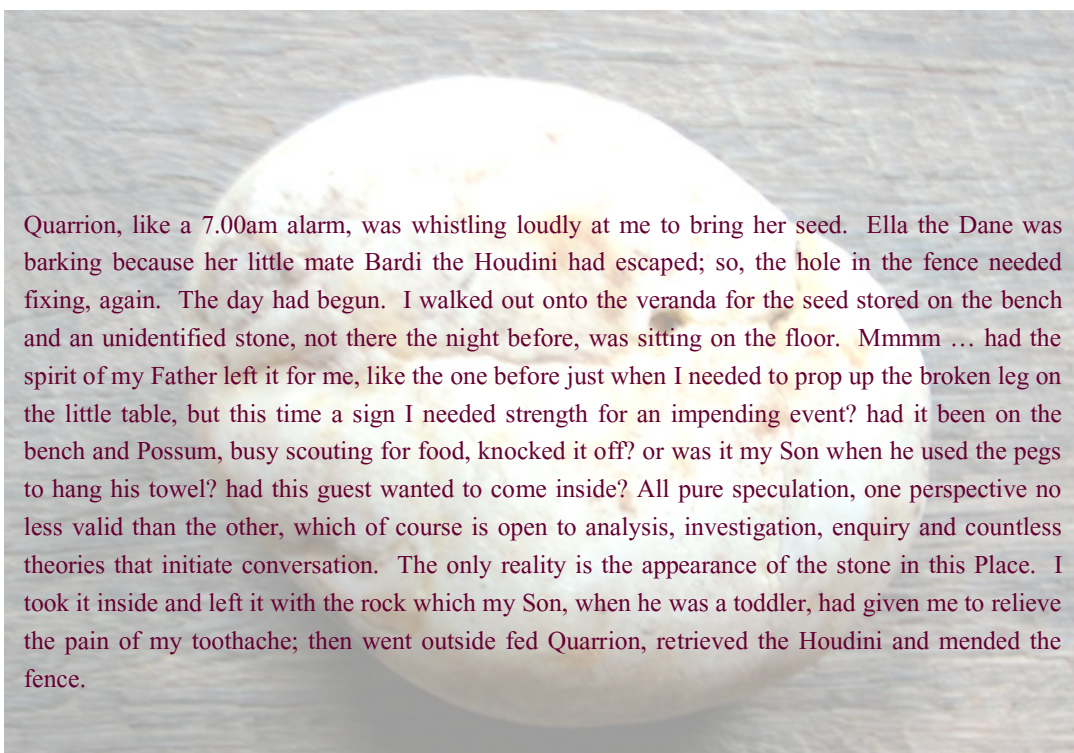 Quarrion, like a 7.00am alarm, was whistling loudly at me to bring her seed.  Ella the Dane was
barking because her little mate Bardi the Houdini had escaped; so, the hole in the fence needed
fixing, again.  The day had begun.  I walked out onto the veranda for the seed stored on the bench
and an unidentified stone, not there the night before, was sitting on the floor.  Mmmm … had the
spirit of my Father left it for me, like the one before just when I needed to prop up the broken leg on
the little table, but this time a sign I needed strength for an impending event? had it been on the
bench and Possum, busy scouting for food, knocked it off? or was it my Son when he used the pegs
to hang his towel? had this guest wanted to come inside? All pure speculation, one perspective no
less valid than the other, which of course is open to analysis, investigation, enquiry and countless
theories that initiate conversation.  The only reality is the appearance of the stone in this Place.  I
took it inside and left it with the rock which my Son, when he was a toddler, had given me to relieve
the pain of my toothache; then went outside fed Quarrion, retrieved the Houdini and mended the
fence.